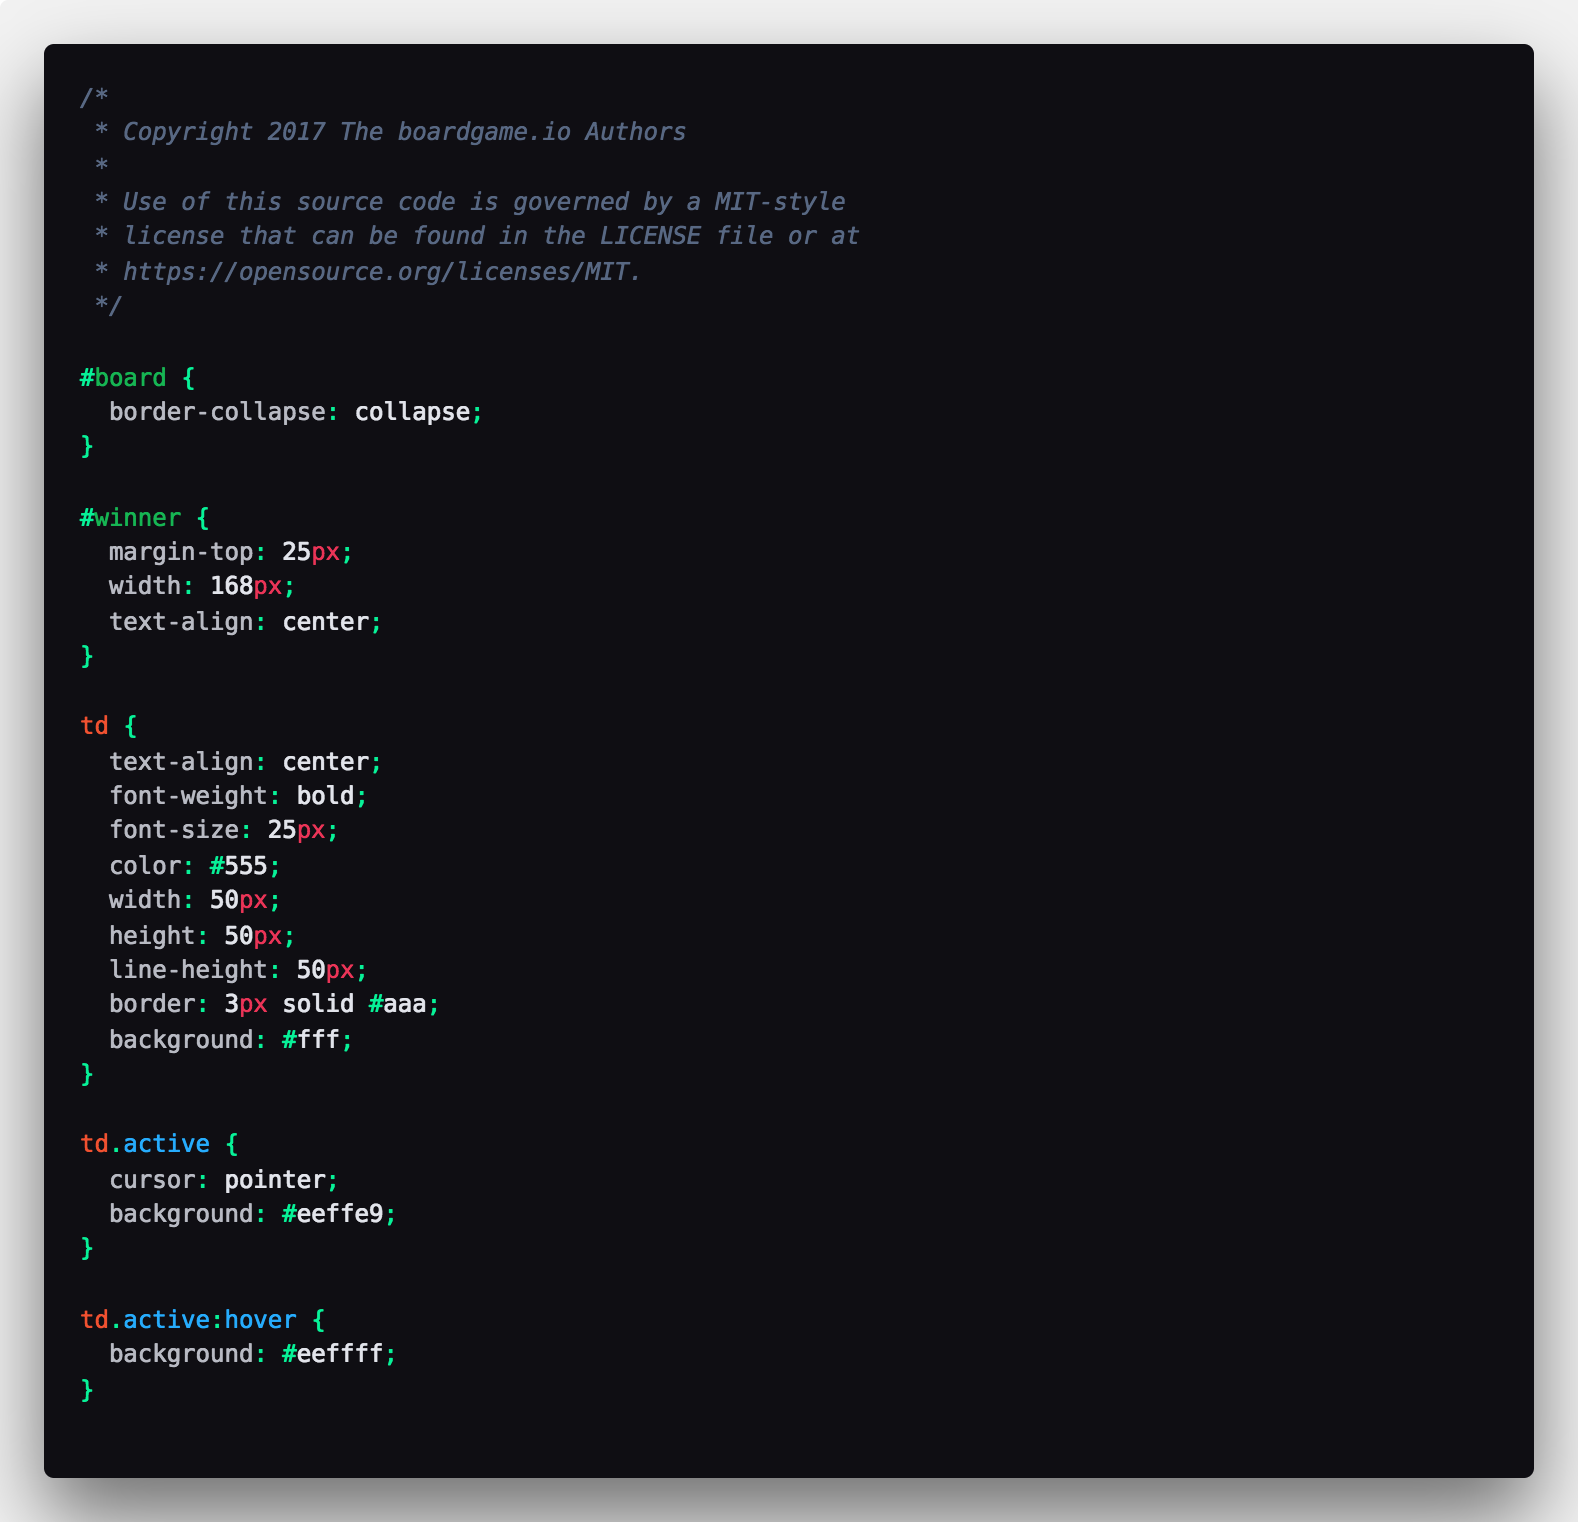 /*
 * Copyright 2017 The boardgame.io Authors
 *
 * Use of this source code is governed by a MIT-style
 * license that can be found in the LICENSE file or at
 * https://opensource.org/licenses/MIT.
 */

#board {
  border-collapse: collapse;
}

#winner {
  margin-top: 25px;
  width: 168px;
  text-align: center;
}

td {
  text-align: center;
  font-weight: bold;
  font-size: 25px;
  color: #555;
  width: 50px;
  height: 50px;
  line-height: 50px;
  border: 3px solid #aaa;
  background: #fff;
}

td.active {
  cursor: pointer;
  background: #eeffe9;
}

td.active:hover {
  background: #eeffff;
}